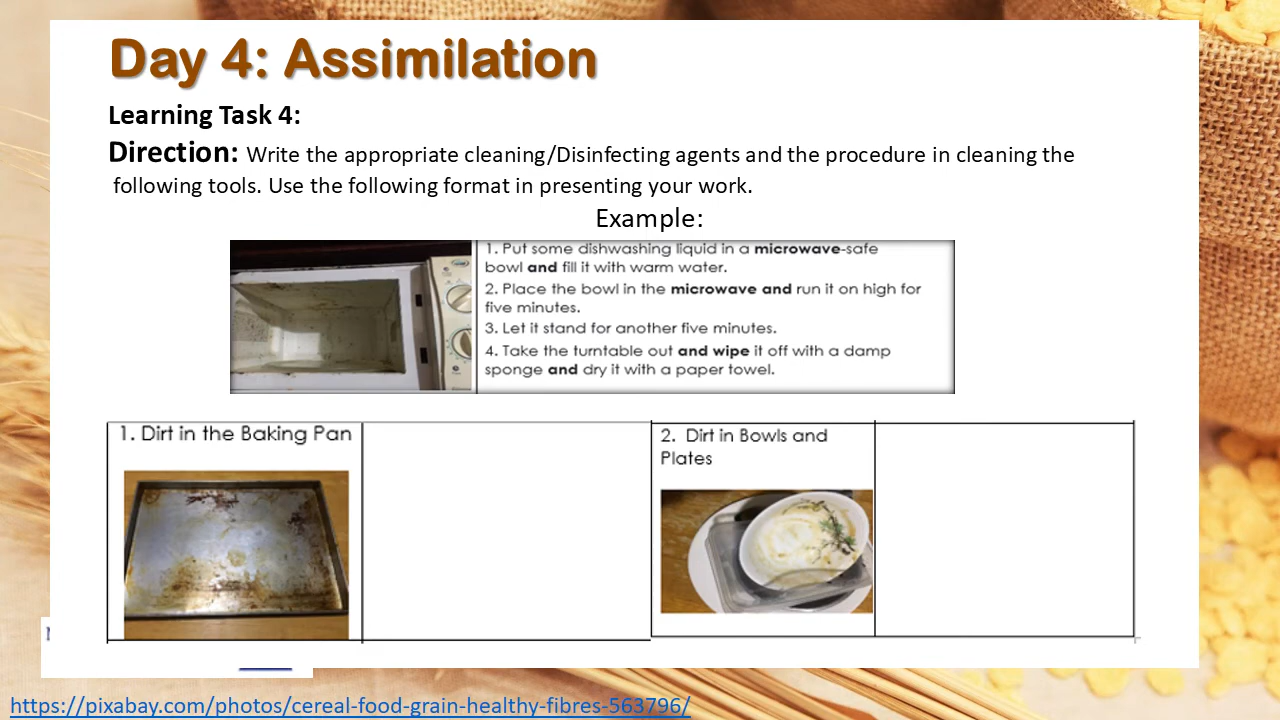 Day 4: Assimilation
Learning Task 4:
Direction: Write the appropriate cleaning/Disinfecting agents and the procedure in cleaning the
following tools. Use the following format in presenting your work.
Example:
1. Put some dishwashing liquid in a microwave-safe
bowl and fill it with warm water.
2. Place the bowl in the microwave and run it on high for
five minutes.
3. Let it stand for another five minutes.
4. Take the turntable out and wipe it off with a damp
sponge and dry it with a paper towel.
1. Dirt in the Baking Pan
2. Dirt in Bowls and
Plates
https://pixabay.com/photos/cereal-food-grain-healthy-fibres-563796/